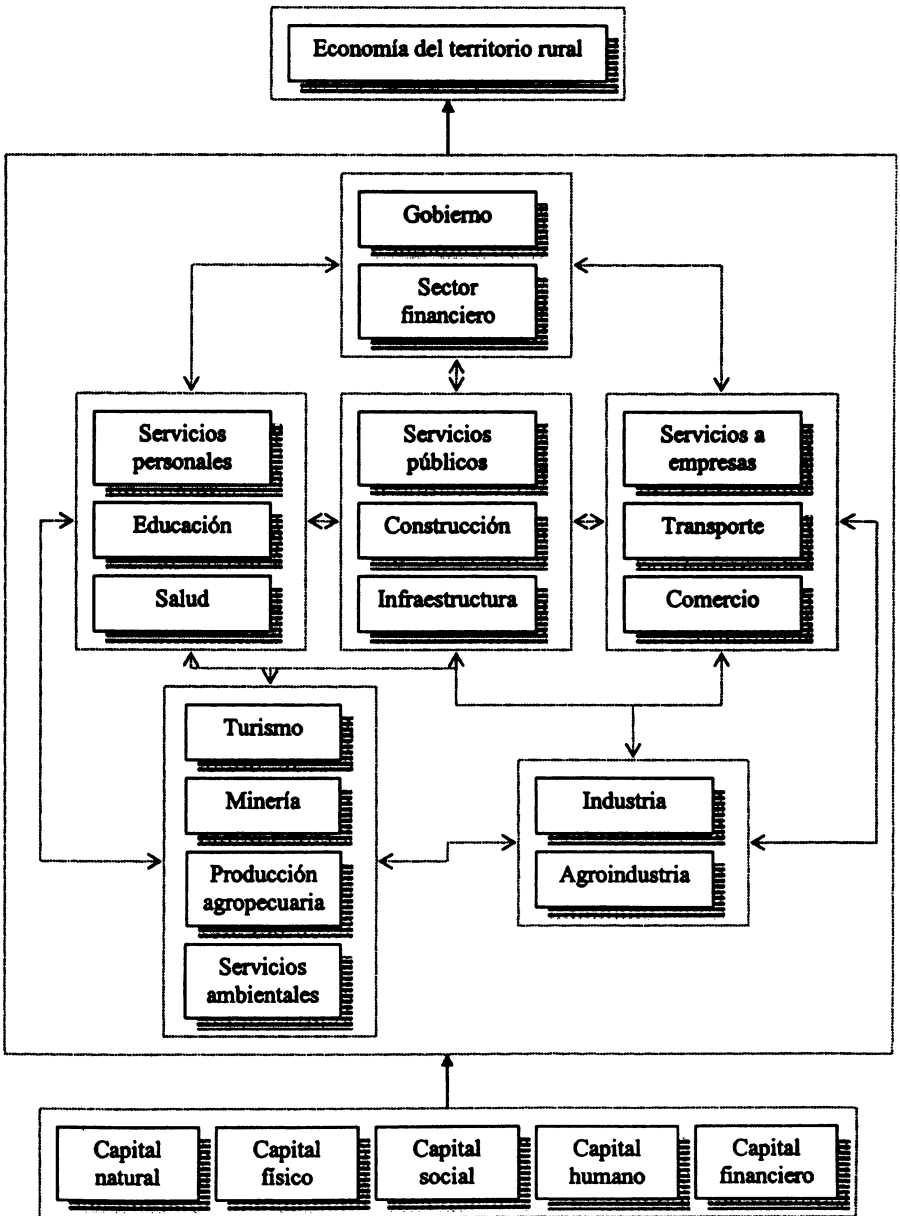 Economía del territorio rural
Gobierno
Sector
financiero
Servicios
personales
Educación
Salud
Servicios
públicos
Construcción
Infraestructura
Servicios a
empresas
Transporte
Comercio
Turismo
Minería
Producción
agropecuaria
Servicios
ambientales
Industria
Agroindustria
Capital
natural
Capital
físico
Capital
social
Capital
humano
Capital
financiero